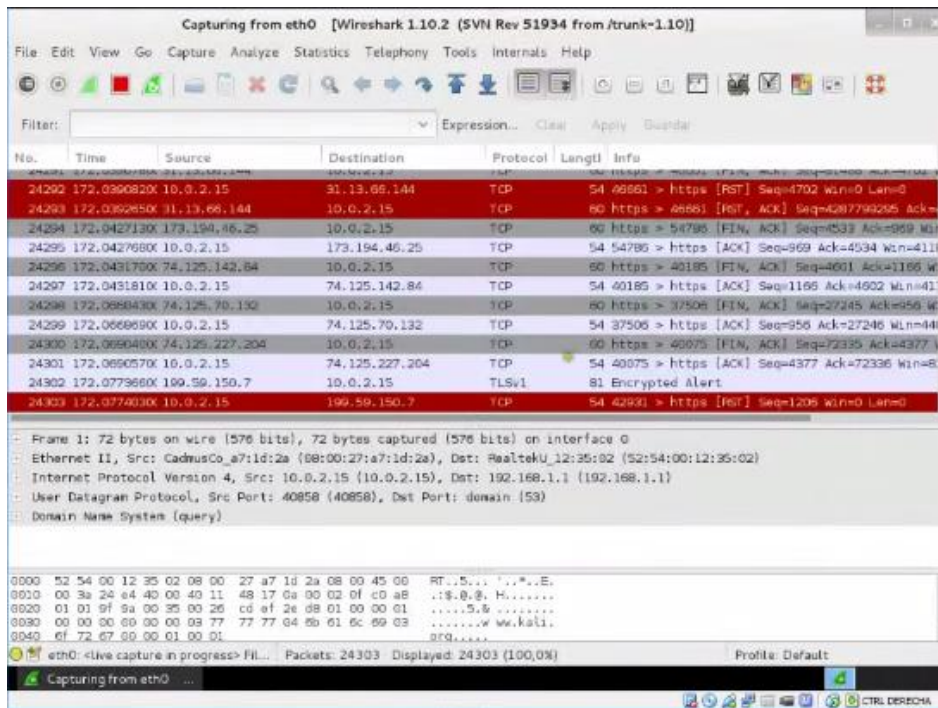 Capturing from eth0 [Wireshark 1.10.2 (SVN Rev 51934 from /trunk-1.10)]
File Edit View Go Capture Analyze Statistics Telephony Tools Internals Help
Filter: Expression... Clear Apply Guardar
No. Time Source Destination Protocol Lengtl Info
24292 172.0390820( 10.0.2.15 31.13.66.144 TCP 54 46661 > https [RST] Seq=4702 Win=0 Len=0
24293 172.0392650( 31.13.66.144 10.0.2.15 TCP 60 https > 46661 [RST, ACK] Seq=4287799295 Ack=
24294 172.0427130( 173.194.46.25 10.0.2.15 TCP 60 https > 54786 [FIN, ACK] Seq=4533 Ack=969 Wi
24295 172.0427680( 10.0.2.15 173.194.46.25 TCP 54 54786 > https [ACK] Seq=969 Ack=4534 Win=411
24296 172.0431700( 74.125.142.84 10.0.2.15 TCP 60 https > 40185 [FIN, ACK] Seq=4601 Ack=1166 W
24297 172.0431810( 10.0.2.15 74.125.142.84 TCP 54 40185 > https [ACK] Seq=1166 Ack=4602 Win=41
24298 172.0668430( 74.125.70.132 10.0.2.15 TCP 60 https > 37506 [FIN, ACK] Seq=27245 Ack=956 W
24299 172.0668690( 10.0.2.15 74.125.70.132 TCP 54 37506 > https [ACK] Seq=956 Ack=27246 Win=44
24300 172.0690400( 74.125.227.204 10.0.2.15 TCP 60 https > 40075 [FIN, ACK] Seq=72335 Ack=4377
24301 172.0690570( 10.0.2.15 74.125.227.204 TCP 54 40075 > https [ACK] Seq=4377 Ack=72336 Win=8
24302 172.0773660( 199.59.150.7 10.0.2.15 TLSv1 81 Encrypted Alert
24303 172.0774030( 10.0.2.15 199.59.150.7 TCP 54 42931 > https [RST] Seq=1206 Win=0 Len=0
Frame 1: 72 bytes on wire (576 bits), 72 bytes captured (576 bits) on interface 0
Ethernet II, Src: CadmusCo_a7:1d:2a (08:00:27:a7:1d:2a), Dst: RealtekU_12:35:02 (52:54:00:12:35:02)
Internet Protocol Version 4, Src: 10.0.2.15 (10.0.2.15), Dst: 192.168.1.1 (192.168.1.1)
User Datagram Protocol, Src Port: 40858 (40858), Dst Port: domain (53)
Domain Name System (query)
0000 52 54 00 12 35 02 08 00 27 a7 1d 2a 08 00 45 00 RT..5... '..*..E.
0010 00 3a 24 e4 40 00 40 11 48 17 0a 00 02 0f c0 a8 .:$.@.@. H.......
0020 01 01 9f 9a 00 35 00 26 cd ef 2e d8 01 00 00 01 .....5.& ........
0030 00 00 00 00 00 00 03 77 77 77 04 6b 61 6c 69 03 .......w ww.kali.
0040 6f 72 67 00 00 01 00 01 org.....
eth0: <live capture in progress> Fil... Packets: 24303 Displayed: 24303 (100,0%) Profile: Default
Capturing from eth0 ...
CTRL DERECHA